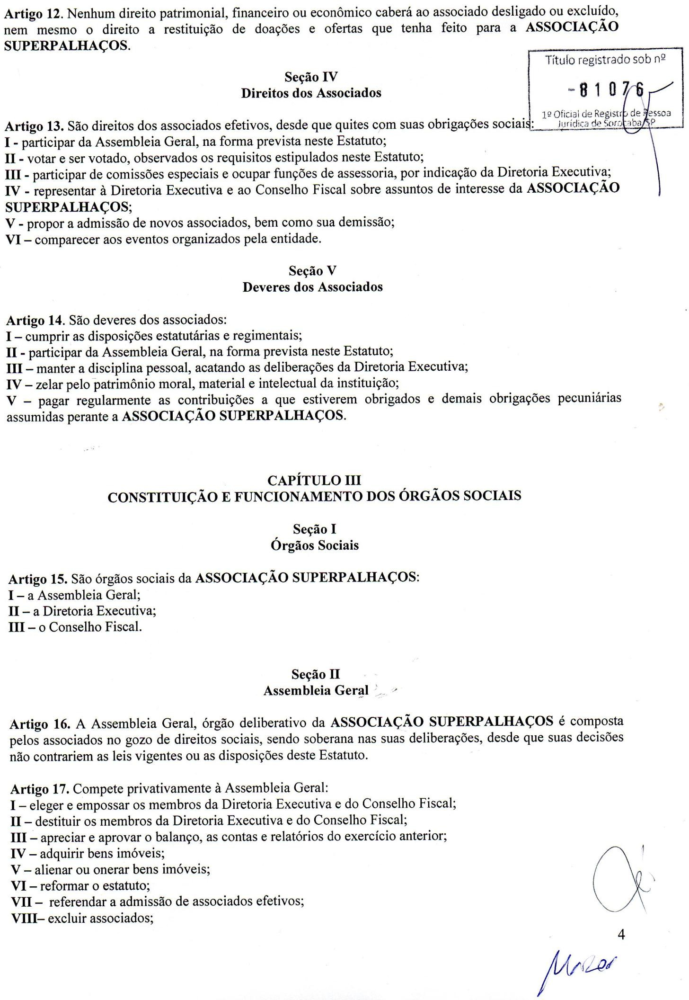 Artigo 12. Nenhum direito patrimonial, financeiro ou econômico caberá ao associado desligado ou excluído,
nem mesmo o direito a restituição de doações e ofertas que tenha feito para a ASSOCIAÇÃO
SUPERPALHAÇOS.
Título registrado sob nº
-81076
1º Oficial de Registro de Pessoa
Jurídica de Sorocaba/SP
Seção IV
Direitos dos Associados
Artigo 13. São direitos dos associados efetivos, desde que quites com suas obrigações sociais:
I - participar da Assembleia Geral, na forma prevista neste Estatuto;
II - votar e ser votado, observados os requisitos estipulados neste Estatuto;
III - participar de comissões especiais e ocupar funções de assessoria, por indicação da Diretoria Executiva;
IV - representar à Diretoria Executiva e ao Conselho Fiscal sobre assuntos de interesse da ASSOCIAÇÃO
SUPERPALHAÇOS;
V - propor a admissão de novos associados, bem como sua demissão;
VI – comparecer aos eventos organizados pela entidade.
Seção V
Deveres dos Associados
Artigo 14. São deveres dos associados:
I – cumprir as disposições estatutárias e regimentais;
II - participar da Assembleia Geral, na forma prevista neste Estatuto;
III – manter a disciplina pessoal, acatando as deliberações da Diretoria Executiva;
IV – zelar pelo patrimônio moral, material e intelectual da instituição;
V – pagar regularmente as contribuições a que estiverem obrigados e demais obrigações pecuniárias
assumidas perante a ASSOCIAÇÃO SUPERPALHAÇOS.
CAPÍTULO III
CONSTITUIÇÃO E FUNCIONAMENTO DOS ÓRGÃOS SOCIAIS
Seção I
Órgãos Sociais
Artigo 15. São órgãos sociais da ASSOCIAÇÃO SUPERPALHAÇOS:
I – a Assembleia Geral;
II – a Diretoria Executiva;
III – o Conselho Fiscal.
Seção II
Assembleia Geral
Artigo 16. A Assembleia Geral, órgão deliberativo da ASSOCIAÇÃO SUPERPALHAÇOS é composta
pelos associados no gozo de direitos sociais, sendo soberana nas suas deliberações, desde que suas decisões
não contrariem as leis vigentes ou as disposições deste Estatuto.
Artigo 17. Compete privativamente à Assembleia Geral:
I – eleger e empossar os membros da Diretoria Executiva e do Conselho Fiscal;
II – destituir os membros da Diretoria Executiva e do Conselho Fiscal;
III – apreciar e aprovar o balanço, as contas e relatórios do exercício anterior;
IV – adquirir bens imóveis;
V – alienar ou onerar bens imóveis;
VI – reformar o estatuto;
VII – referendar a admissão de associados efetivos;
VIII– excluir associados;
4